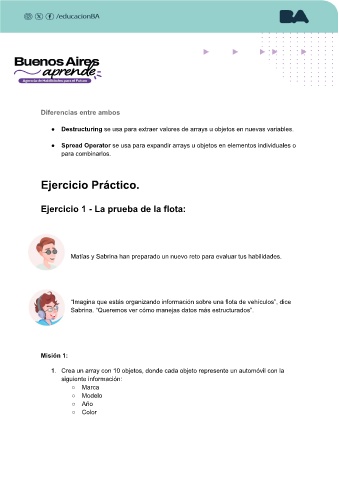 /educacionBA
BA
Buenos Aires
aprende
Agencia de Habilidades para el Futuro
Diferencias entre ambos
● Destructuring se usa para extraer valores de arrays u objetos en nuevas variables.
● Spread Operator se usa para expandir arrays u objetos en elementos individuales o
para combinarlos.
Ejercicio Práctico.
Ejercicio 1 - La prueba de la flota:
Matías y Sabrina han preparado un nuevo reto para evaluar tus habilidades.
"Imagina que estás organizando información sobre una flota de vehículos", dice
Sabrina. "Queremos ver cómo manejas datos más estructurados".
Misión 1:
1. Crea un array con 10 objetos, donde cada objeto represente un automóvil con la
siguiente información:
○ Marca
○ Modelo
○ Año
○ Color